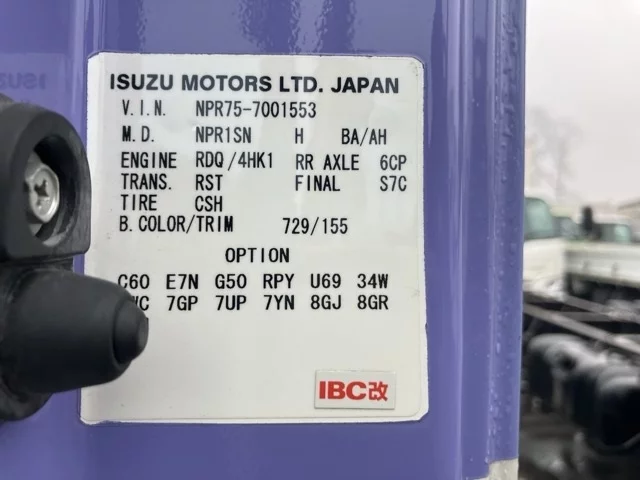 ISUZU MOTORS LTD. JAPAN
V.I.N. NPR75-7001553
M.D. NPR1SN H BA/AH
ENGINE RDQ/4HK1 RR AXLE 6CP
TRANS. RST FINAL S7C
TIRE CSH
B.COLOR/TRIM 729/155
OPTION
C60 E7N G50 RPY U69 34W
7GP 7UP 7YN 8GJ 8GR
IBC改